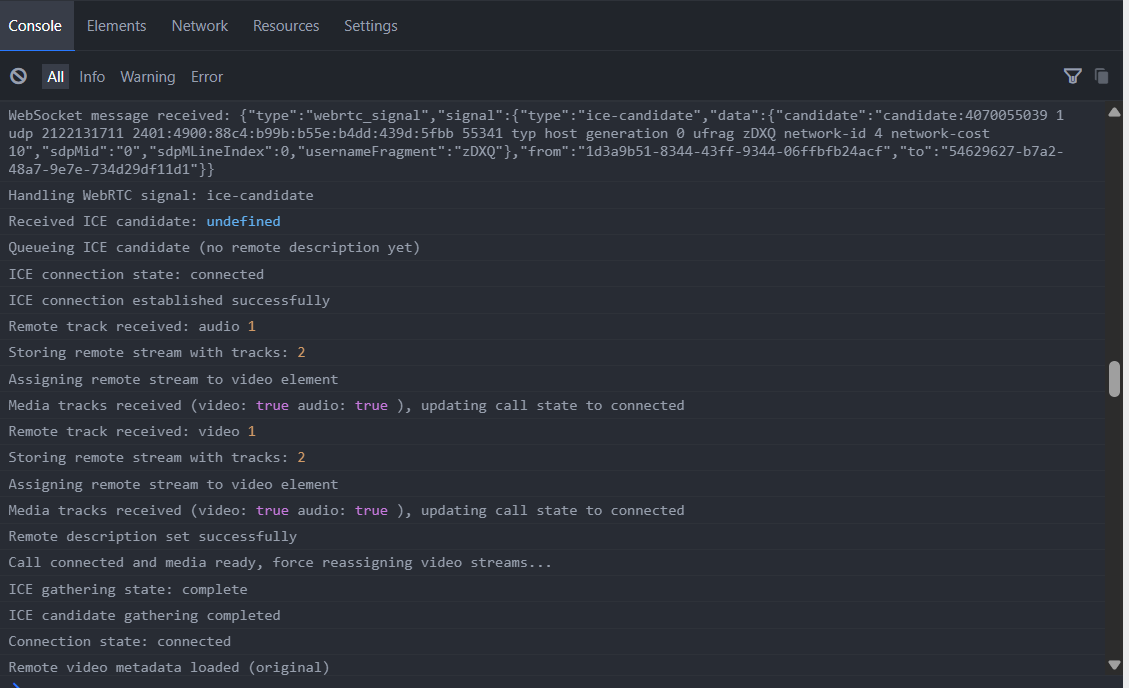 Console Elements Network Resources Settings
All Info Warning Error
WebSocket message received: {"type":"webrtc_signal","signal":{"type":"ice-candidate","data":{"candidate":"candidate:4070055039 1
udp 2122131711 2401:4900:88c4:b99b:b55e:b4dd:439d:5fbb 55341 typ host generation 0 ufrag zDXQ network-id 4 network-cost
10","sdpMid":"0","sdpMLineIndex":0,"usernameFragment":"zDXQ"},"from":"1d3a9b51-8344-43ff-9344-06ffbfb24acf","to":"54629627-b7a2-
48a7-9e7e-734d29df11d1"}}
Handling WebRTC signal: ice-candidate
Received ICE candidate: undefined
Queueing ICE candidate (no remote description yet)
ICE connection state: connected
ICE connection established successfully
Remote track received: audio 1
Storing remote stream with tracks: 2
Assigning remote stream to video element
Media tracks received (video: true audio: true ), updating call state to connected
Remote track received: video 1
Storing remote stream with tracks: 2
Assigning remote stream to video element
Media tracks received (video: true audio: true ), updating call state to connected
Remote description set successfully
Call connected and media ready, force reassigning video streams...
ICE gathering state: complete
ICE candidate gathering completed
Connection state: connected
Remote video metadata loaded (original)